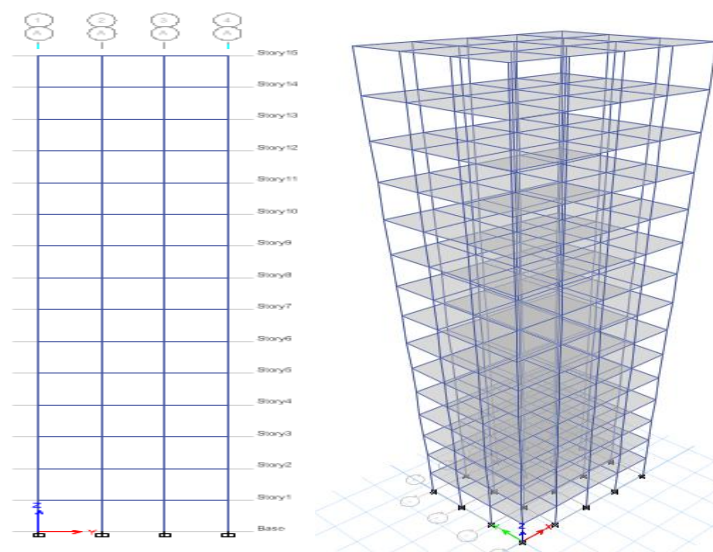 1 2 3 4
A A A A
Story15
Story14
Story13
Story12
Story11
Story10
Story9
Story8
Story7
Story6
Story5
Story4
Story3
Story2
Story1
Base
Z
Y
Z
X